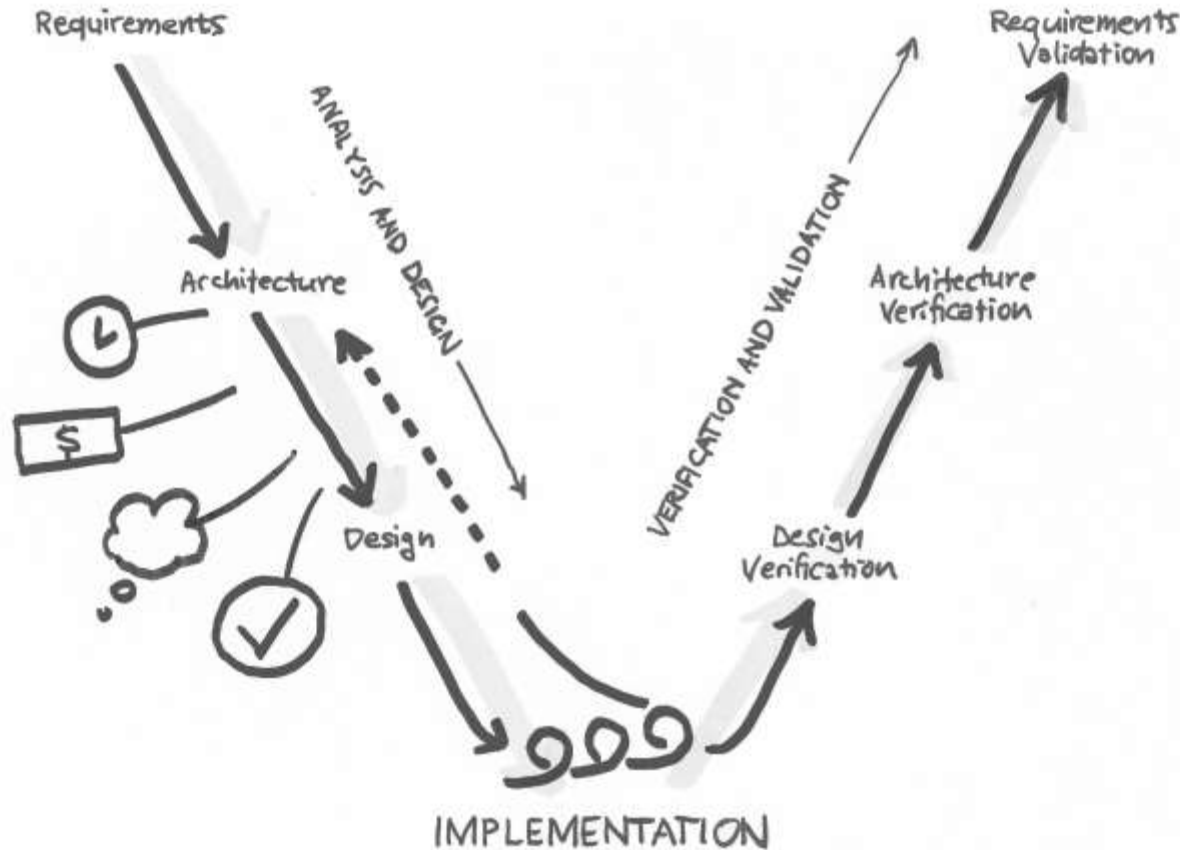 Requirements
Requirements
Validation
ANALYSIS AND DESIGN
VERIFICATION AND VALIDATION
Architecture
Architecture
Verification
$
Design
Design
Verification
IMPLEMENTATION